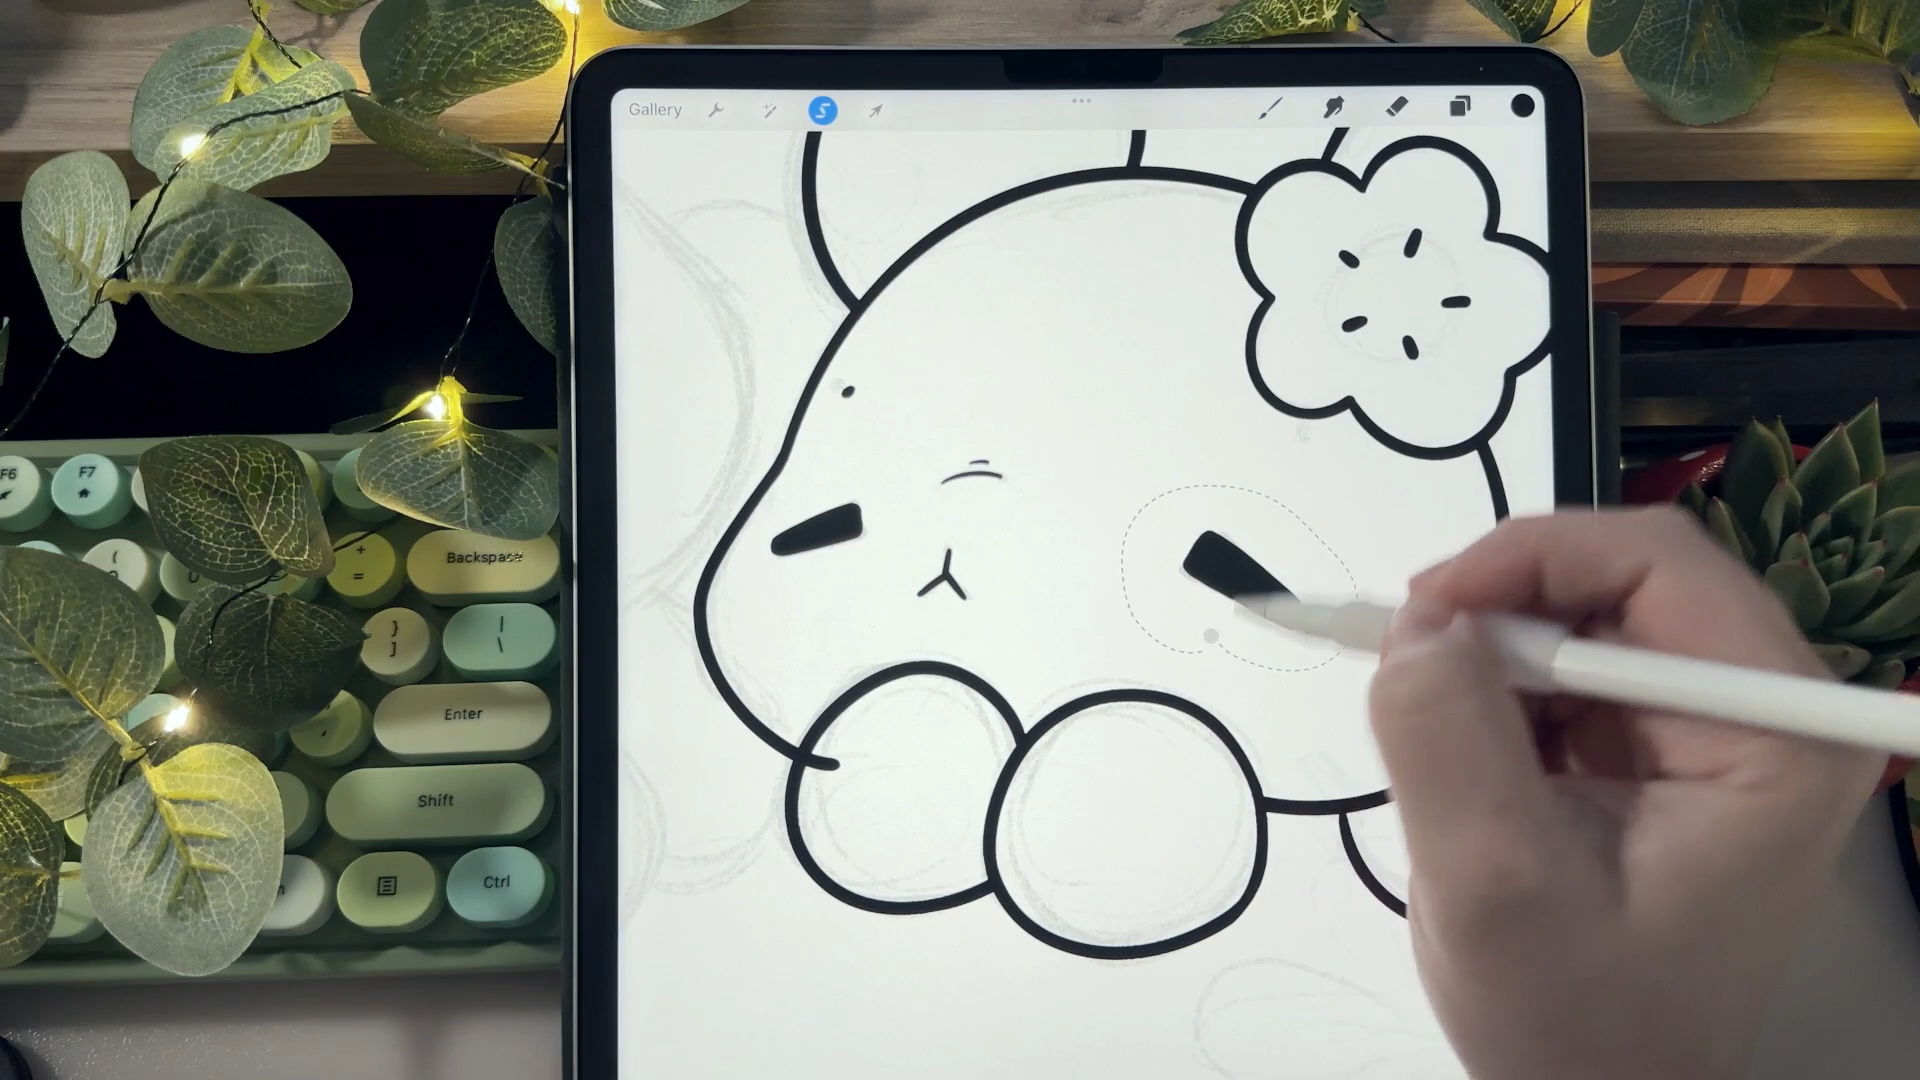 Gallery
F6
F7
(
+
=
Backspace
}
]
|
\
Enter
Shift
Ctrl